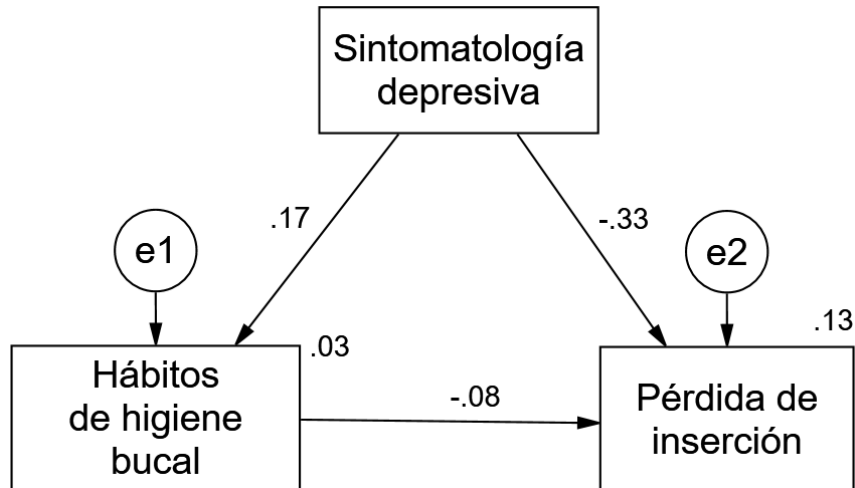 Sintomatología
depresiva
.17
-.33
e1
e2
.03
.13
Hábitos
de higiene
bucal
-.08
Pérdida de
inserción